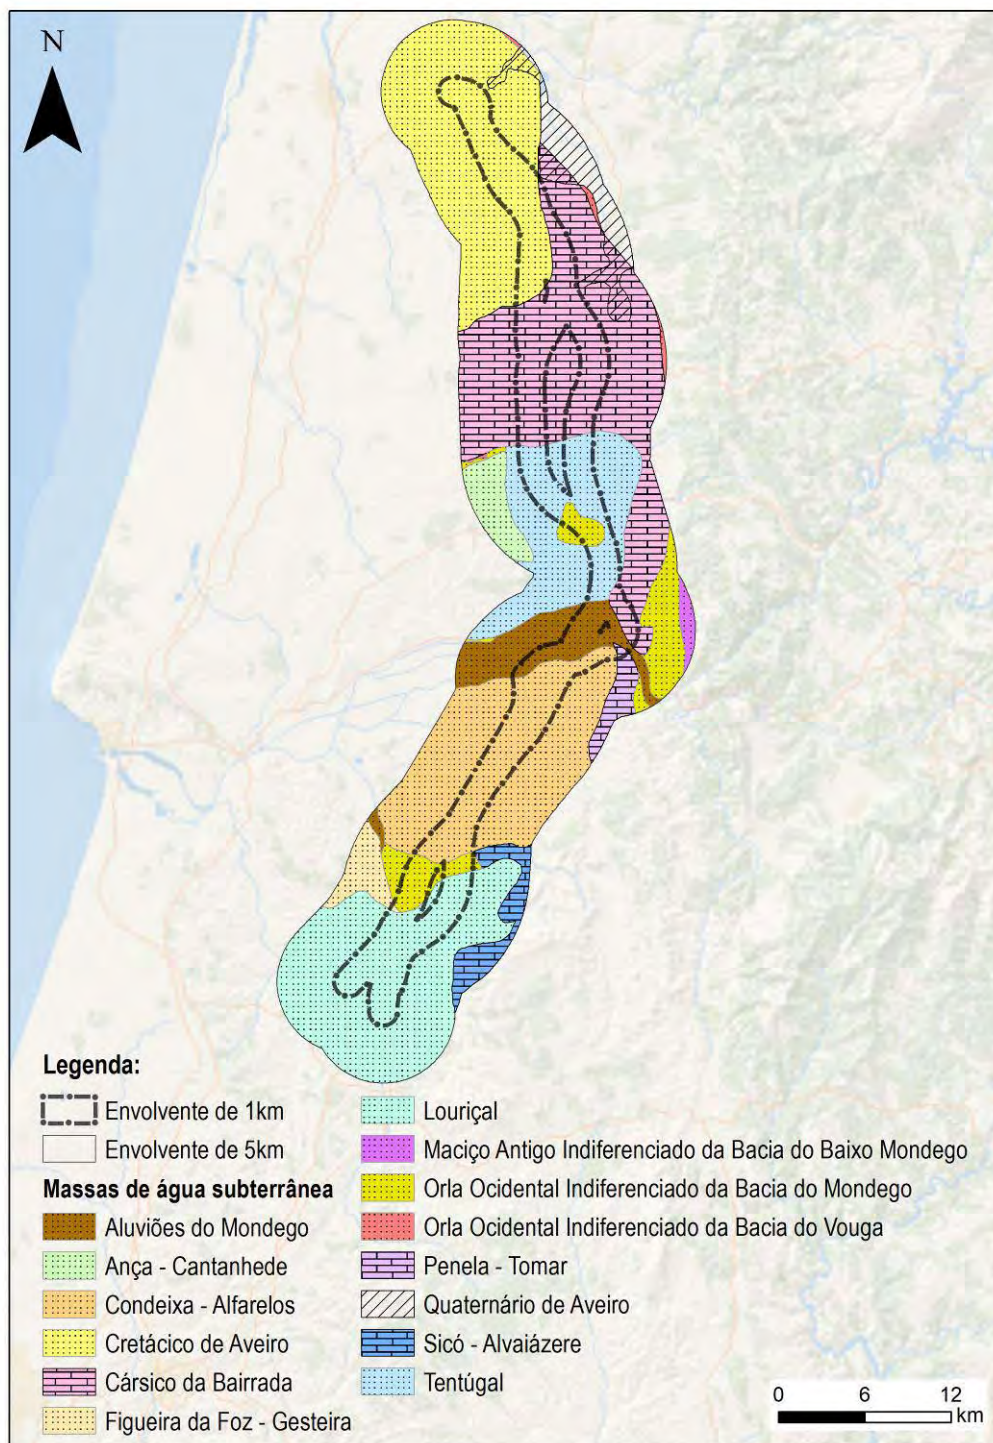 N
Legenda:
Envolvente de 1km
Envolvente de 5km
Massas de água subterrânea
Aluviões do Mondego
Ançã - Cantanhede
Condeixa - Alfarelos
Cretácico de Aveiro
Cársico da Bairrada
Figueira da Foz - Gesteira
Louriçal
Maciço Antigo Indiferenciado da Bacia do Baixo Mondego
Orla Ocidental Indiferenciado da Bacia do Mondego
Orla Ocidental Indiferenciado da Bacia do Vouga
Penela - Tomar
Quaternário de Aveiro
Sicó - Alvaiázere
Tentúgal
0 6 12
km